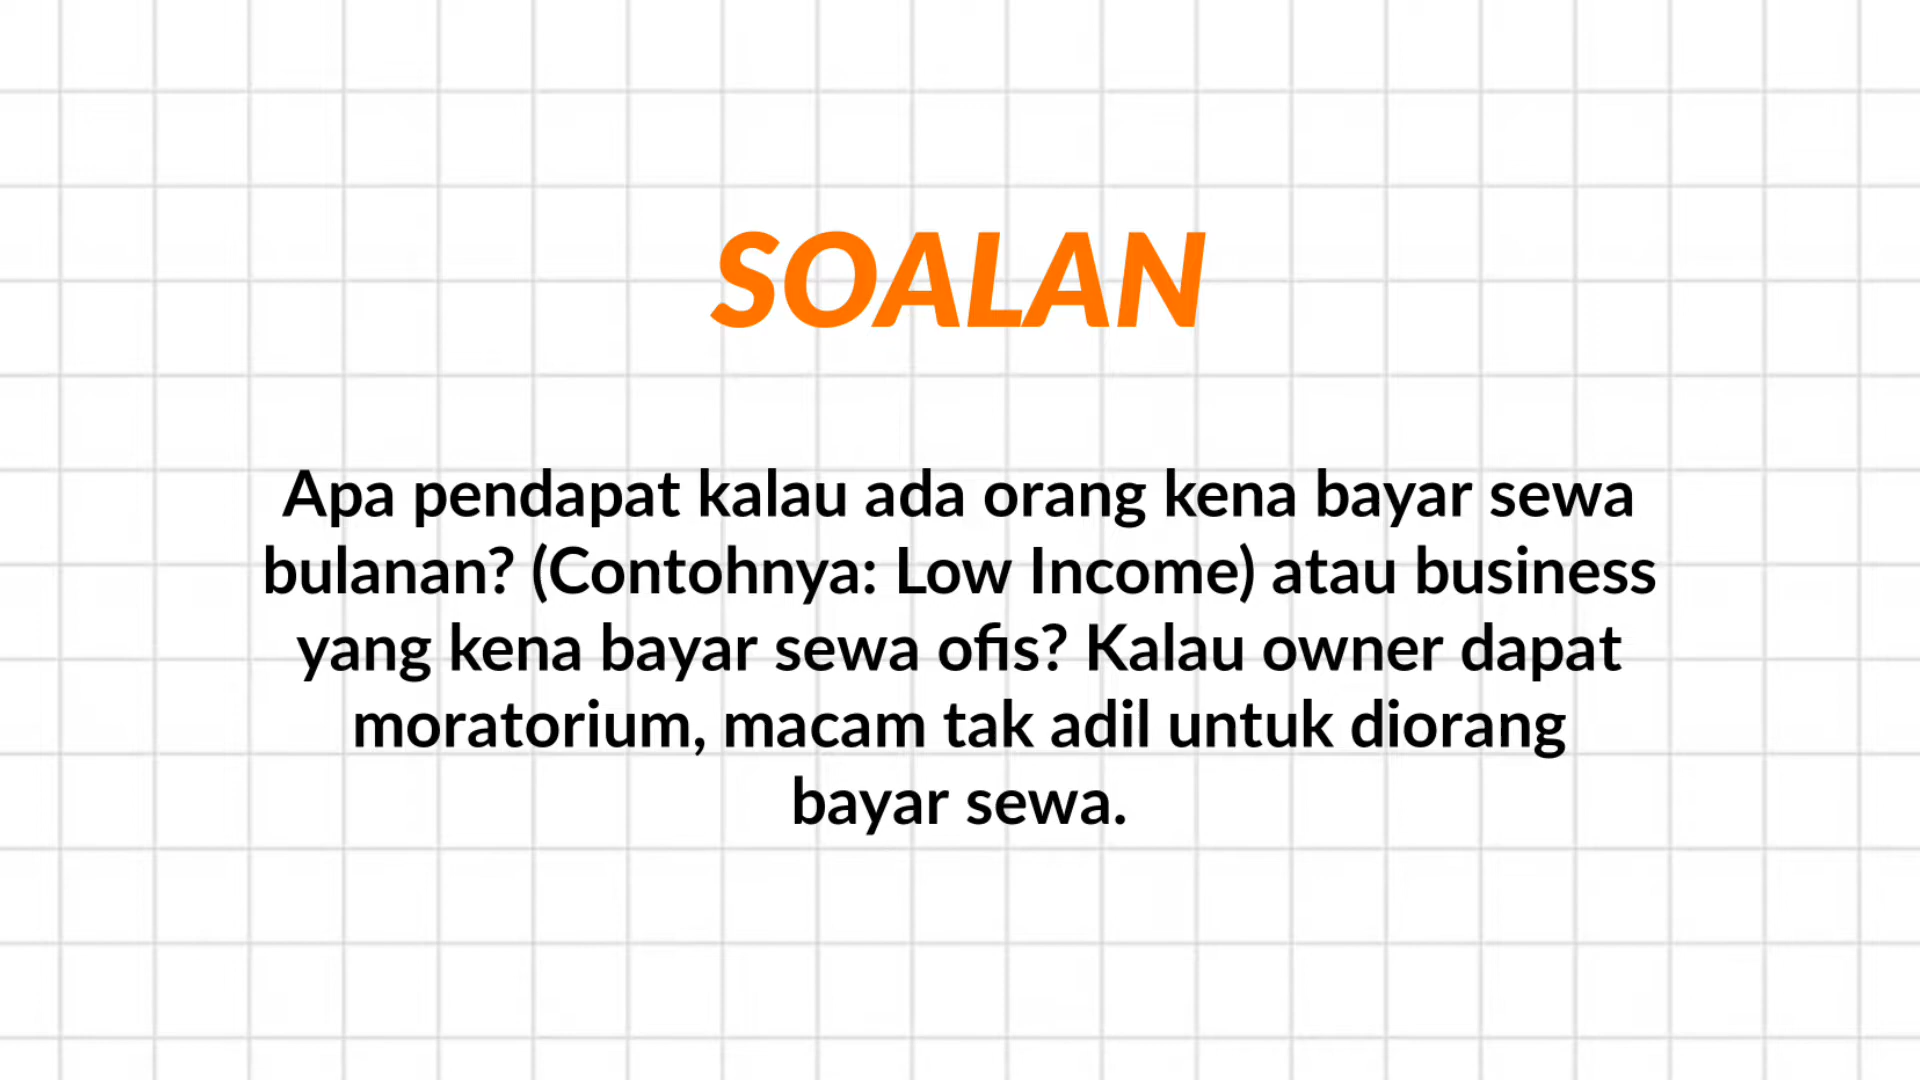 SOALAN
Apa pendapat kalau ada orang kena bayar sewa
bulanan? (Contohnya: Low Income) atau business
yang kena bayar sewa ofis? Kalau owner dapat
moratorium, macam tak adil untuk diorang
bayar sewa.